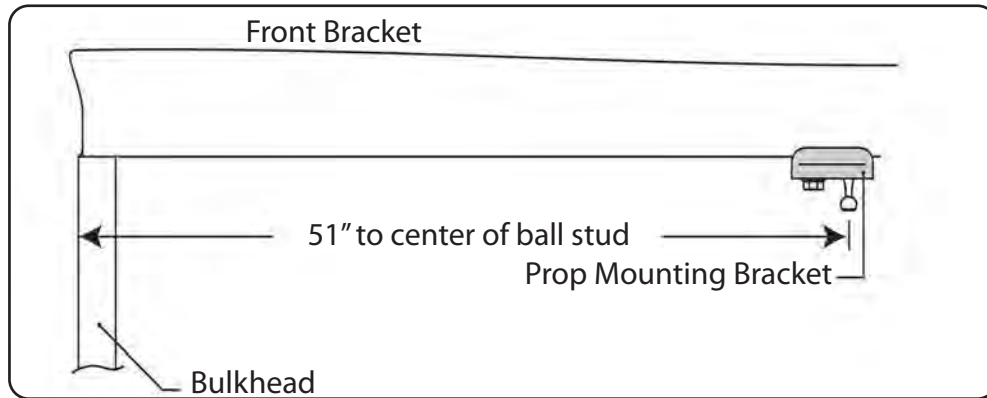 Front Bracket
51” to center of ball stud
Prop Mounting Bracket
Bulkhead